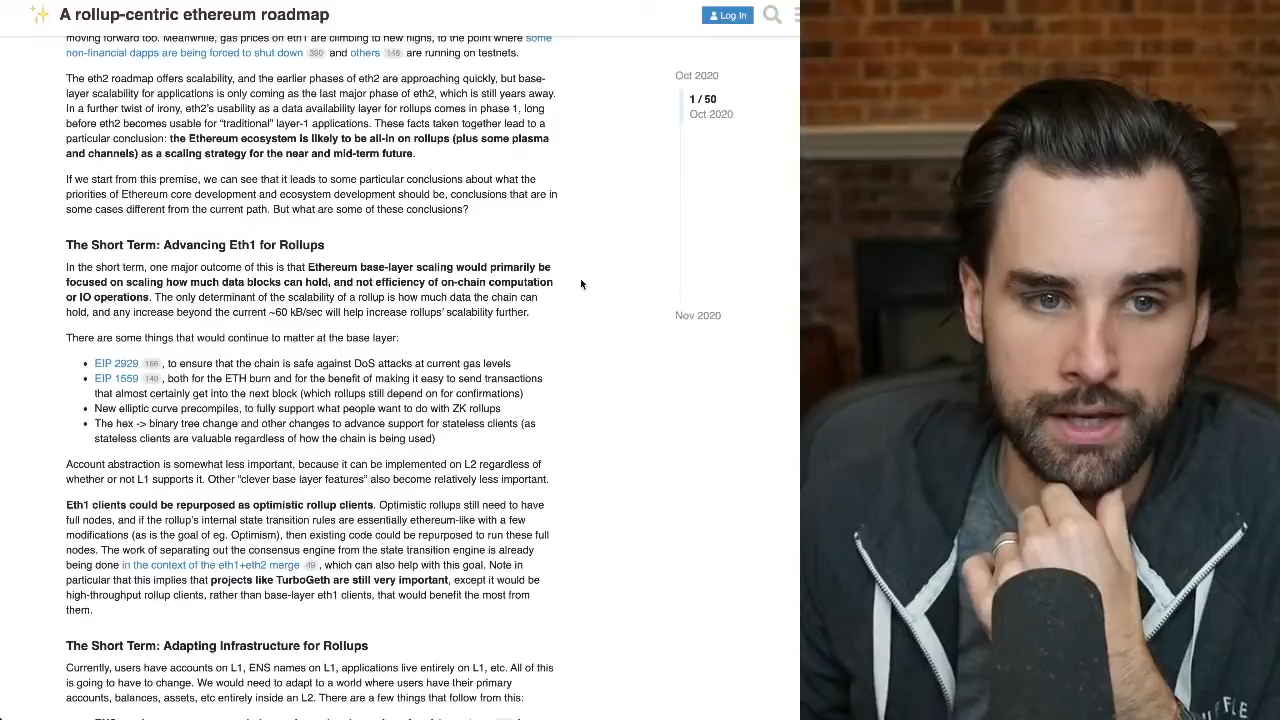 ✨ A rollup-centric ethereum roadmap
Log In
moving forward too. Meanwhile, gas prices on eth1 are climbing to new highs, to the point where some
non-financial dapps are being forced to shut down 390 and others 146 are running on testnets.
The eth2 roadmap offers scalability, and the earlier phases of eth2 are approaching quickly, but base-
layer scalability for applications is only coming as the last major phase of eth2, which is still years away.
In a further twist of irony, eth2's usability as a data availability layer for rollups comes in phase 1, long
before eth2 becomes usable for “traditional” layer-1 applications. These facts taken together lead to a
particular conclusion: the Ethereum ecosystem is likely to be all-in on rollups (plus some plasma
and channels) as a scaling strategy for the near and mid-term future.
If we start from this premise, we can see that it leads to some particular conclusions about what the
priorities of Ethereum core development and ecosystem development should be, conclusions that are in
some cases different from the current path. But what are some of these conclusions?
The Short Term: Advancing Eth1 for Rollups
In the short term, one major outcome of this is that Ethereum base-layer scaling would primarily be
focused on scaling how much data blocks can hold, and not efficiency of on-chain computation
or IO operations. The only determinant of the scalability of a rollup is how much data the chain can
hold, and any increase beyond the current ~60 kB/sec will help increase rollups' scalability further.
There are some things that would continue to matter at the base layer:
• EIP 2929 166 , to ensure that the chain is safe against DoS attacks at current gas levels
• EIP 1559 149 , both for the ETH burn and for the benefit of making it easy to send transactions
that almost certainly get into the next block (which rollups still depend on for confirmations)
• New elliptic curve precompiles, to fully support what people want to do with ZK rollups
• The hex -> binary tree change and other changes to advance support for stateless clients (as
stateless clients are valuable regardless of how the chain is being used)
Account abstraction is somewhat less important, because it can be implemented on L2 regardless of
whether or not L1 supports it. Other “clever base layer features” also become relatively less important.
Eth1 clients could be repurposed as optimistic rollup clients. Optimistic rollups still need to have
full nodes, and if the rollup's internal state transition rules are essentially ethereum-like with a few
modifications (as is the goal of eg. Optimism), then existing code could be repurposed to run these full
nodes. The work of separating out the consensus engine from the state transition engine is already
being done in the context of the eth1+eth2 merge 49 , which can also help with this goal. Note in
particular that this implies that projects like TurboGeth are still very important, except it would be
high-throughput rollup clients, rather than base-layer eth1 clients, that would benefit the most from
them.
The Short Term: Adapting Infrastructure for Rollups
Currently, users have accounts on L1, ENS names on L1, applications live entirely on L1, etc. All of this
is going to have to change. We would need to adapt to a world where users have their primary
accounts, balances, assets, etc entirely inside an L2. There are a few things that follow from this:
Oct 2020
1 / 50
Oct 2020
Nov 2020